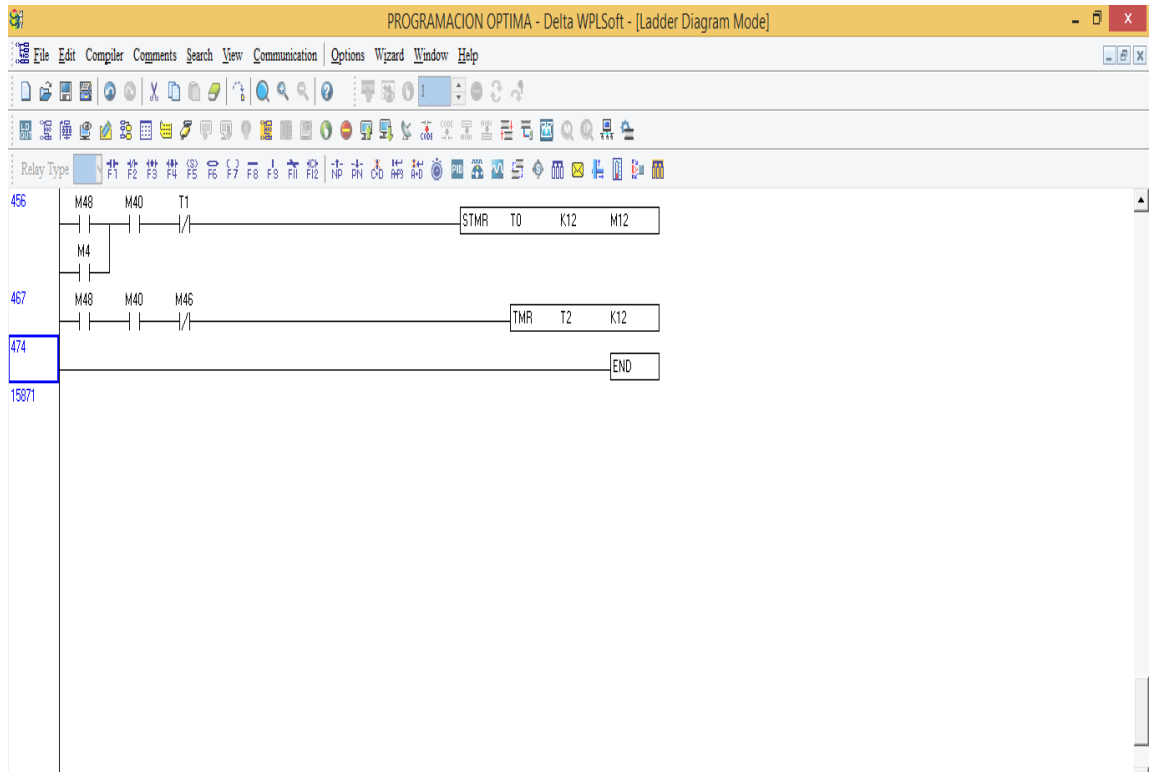 PROGRAMACION OPTIMA - Delta WPLSoft - [Ladder Diagram Mode]
File Edit Compiler Comments Search View Communication Options Wizard Window Help
1
Relay Type F1 F2 F3 F4 F5 F6 F7 F8 F9 F11 F12
456 M48 M40 T1
STMR T0 K12 M12
M4
467 M48 M40 M46
TMR T2 K12
474
END
15871